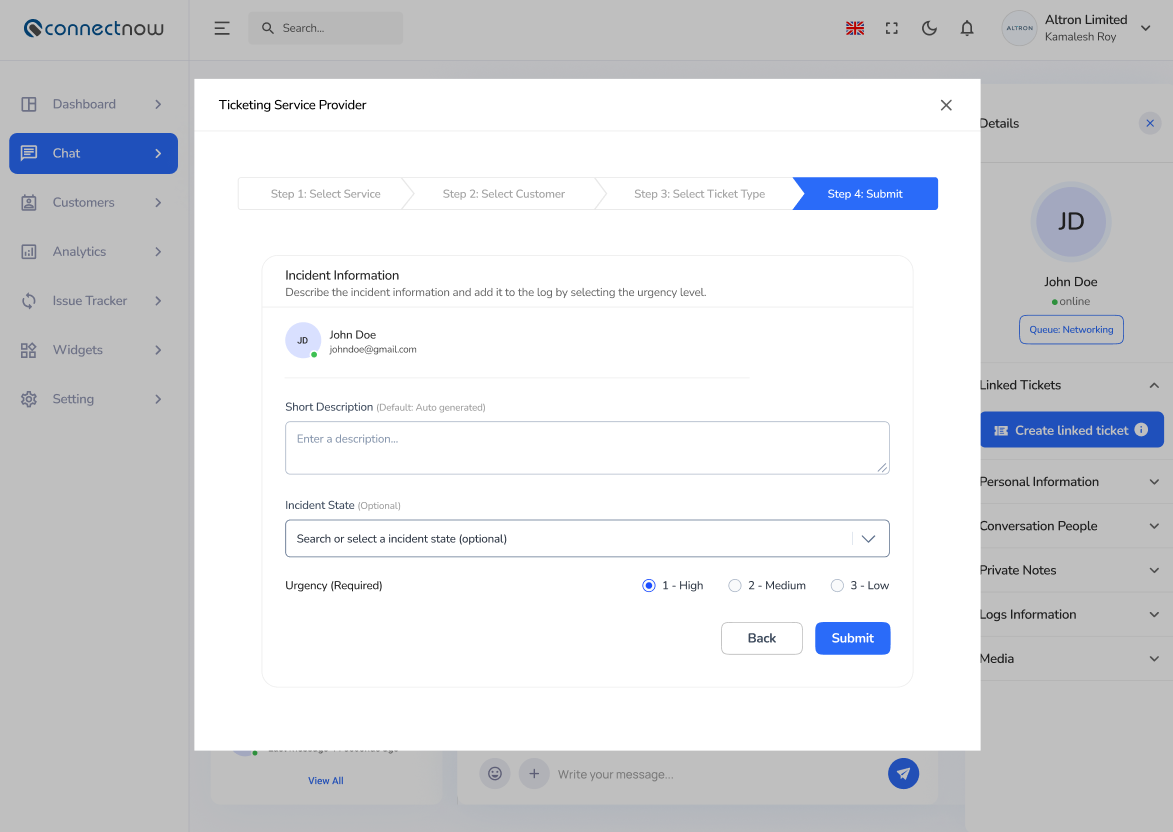 connectnow
Search...
ALTRON
Altron Limited
Kamalesh Roy
Dashboard
Chat
Customers
Analytics
Issue Tracker
Widgets
Setting
Ticketing Service Provider
Step 1: Select Service
Step 2: Select Customer
Step 3: Select Ticket Type
Step 4: Submit
Incident Information
Describe the incident information and add it to the log by selecting the urgency level.
JD
John Doe
johndoe@gmail.com
Short Description (Default: Auto generated)
Enter a description...
Incident State (Optional)
Search or select a incident state (optional)
Urgency (Required)
1 - High
2 - Medium
3 - Low
Back
Submit
View All
Write your message...
Details
JD
John Doe
online
Queue: Networking
Linked Tickets
Create linked ticket
Personal Information
Conversation People
Private Notes
Logs Information
Media